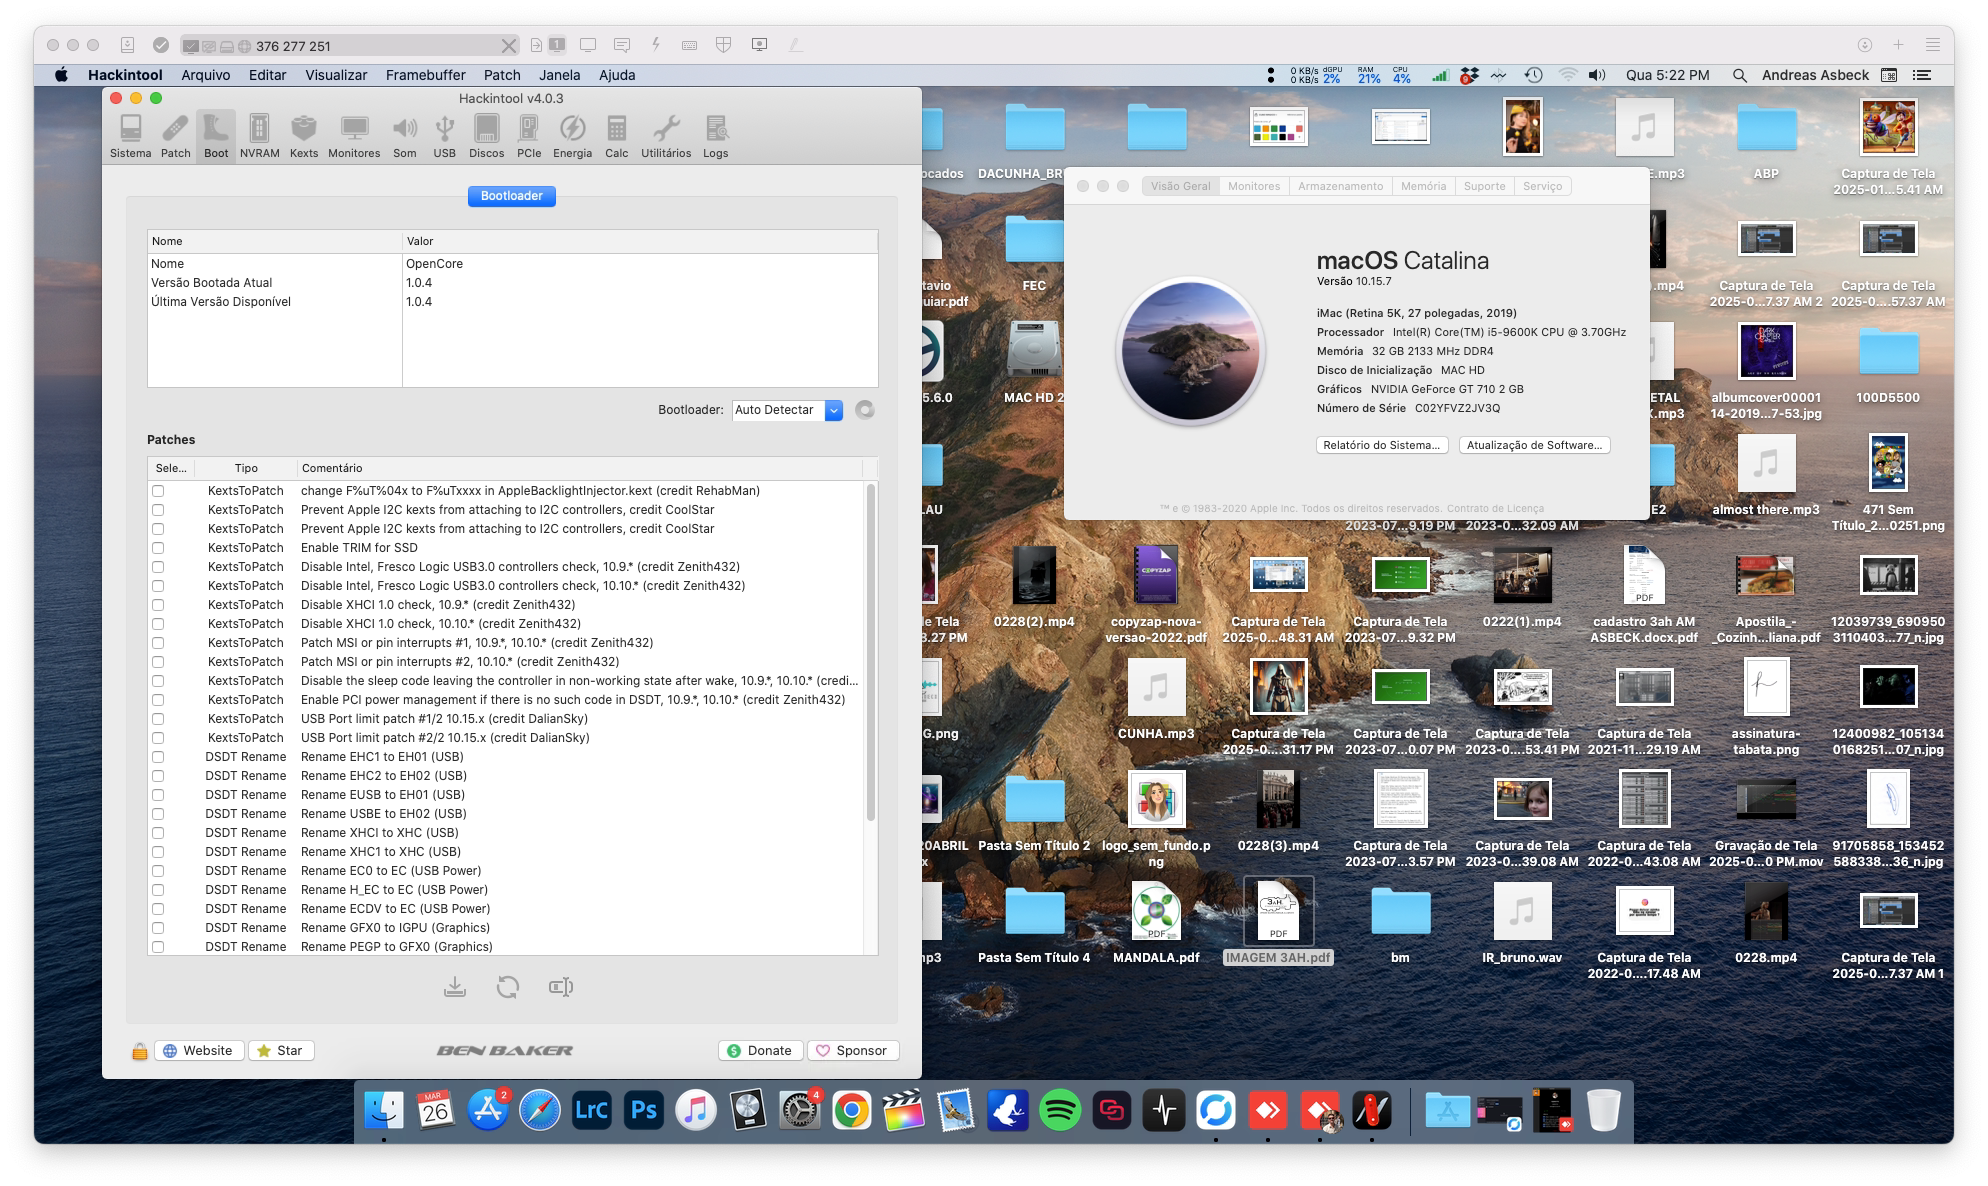 376 277 251
1
Hackintool Arquivo Editar Visualizar Framebuffer Patch Janela Ajuda
0 KB/s
0 KB/s
dGPU
2%
RAM
21%
CPU
4%
9
Qua 5:22 PM
Andreas Asbeck
Hackintool v4.0.3
Sistema Patch Boot NVRAM Kexts Monitores Som USB Discos PCIe Energia Calc Utilitários Logs
Bootloader
Nome Valor
Nome OpenCore
Versão Bootada Atual 1.0.4
Última Versão Disponível 1.0.4
Bootloader: Auto Detectar
Patches
Sele... Tipo Comentário
KextsToPatch change F%uT%04x to F%uTxxxx in AppleBacklightInjector.kext (credit RehabMan)
KextsToPatch Prevent Apple I2C kexts from attaching to I2C controllers, credit CoolStar
KextsToPatch Prevent Apple I2C kexts from attaching to I2C controllers, credit CoolStar
KextsToPatch Enable TRIM for SSD
KextsToPatch Disable Intel, Fresco Logic USB3.0 controllers check, 10.9.* (credit Zenith432)
KextsToPatch Disable Intel, Fresco Logic USB3.0 controllers check, 10.10.* (credit Zenith432)
KextsToPatch Disable XHCI 1.0 check, 10.9.* (credit Zenith432)
KextsToPatch Disable XHCI 1.0 check, 10.10.* (credit Zenith432)
KextsToPatch Patch MSI or pin interrupts #1, 10.9.*, 10.10.* (credit Zenith432)
KextsToPatch Patch MSI or pin interrupts #2, 10.10.* (credit Zenith432)
KextsToPatch Disable the sleep code leaving the controller in non-working state after wake, 10.9.*, 10.10.* (credi...
KextsToPatch Enable PCI power management if there is no such code in DSDT, 10.9.*, 10.10.* (credit Zenith432)
KextsToPatch USB Port limit patch #1/2 10.15.x (credit DalianSky)
KextsToPatch USB Port limit patch #2/2 10.15.x (credit DalianSky)
DSDT Rename Rename EHC1 to EH01 (USB)
DSDT Rename Rename EHC2 to EH02 (USB)
DSDT Rename Rename EUSB to EH01 (USB)
DSDT Rename Rename USBE to EH02 (USB)
DSDT Rename Rename XHCI to XHC (USB)
DSDT Rename Rename XHC1 to XHC (USB)
DSDT Rename Rename EC0 to EC (USB Power)
DSDT Rename Rename H_EC to EC (USB Power)
DSDT Rename Rename ECDV to EC (USB Power)
DSDT Rename Rename GFX0 to IGPU (Graphics)
DSDT Rename Rename PEGP to GFX0 (Graphics)
Website Star BEN BAKER Donate Sponsor
Visão Geral Monitores Armazenamento Memória Suporte Serviço
macOS Catalina
Versão 10.15.7
iMac (Retina 5K, 27 polegadas, 2019)
Processador Intel(R) Core(TM) i5-9600K CPU @ 3.70GHz
Memória 32 GB 2133 MHz DDR4
Disco de Inicialização MAC HD
Gráficos NVIDIA GeForce GT 710 2 GB
Número de Série C02YFVZ2JV3Q
Relatório do Sistema... Atualização de Software...
™ e © 1983-2020 Apple Inc. Todos os direitos reservados. Contrato de Licença
ocados DACUNHA_BR E.mp3 ABP Captura de Tela
2025-01...5.41 AM
tavio FEC ).mp4 Captura de Tela Captura de Tela
uiar.pdf 2025-0...7.37 AM 2 2025-0...57.37 AM
5.6.0 MAC HD 2 ETAL albumcover00001 100D5500
X.mp3 14-2019...7-53.jpg
LAU E2 almost there.mp3 471 Sem
2023-07...9.19 PM 2023-0...32.09 AM Título_2...0251.png
COPYZAP
PDF
de Tela 0228(2).mp4 copyzap-nova- Captura de Tela Captura de Tela 0222(1).mp4 cadastro 3ah AM Apostila_- 12039739_690950
3.27 PM versao-2022.pdf 2025-0...48.31 AM 2023-07...9.32 PM ASBECK.docx.pdf _Cozinh...liana.pdf 3110403...77_n.jpg
G.png CUNHA.mp3 Captura de Tela Captura de Tela Captura de Tela Captura de Tela assinatura- 12400982_105134
2025-0...31.17 PM 2023-07...0.07 PM 2023-0...53.41 PM 2021-11...29.19 AM tabata.png 0168251...07_n.jpg
20ABRIL Pasta Sem Título 2 logo_sem_fundo.p 0228(3).mp4 Captura de Tela Captura de Tela Captura de Tela Gravação de Tela 91705858_153452
x ng 2023-07...3.57 PM 2023-0...39.08 AM 2022-0...43.08 AM 2025-0...0 PM.mov 588338...36_n.jpg
PDF
3AH
PDF
mp3 Pasta Sem Título 4 MANDALA.pdf IMAGEM 3AH.pdf bm IR_bruno.wav Captura de Tela 0228.mp4 Captura de Tela
2022-0....17.48 AM 2025-0...7.37 AM 1
MAR
26
2
LrC
Ps
4